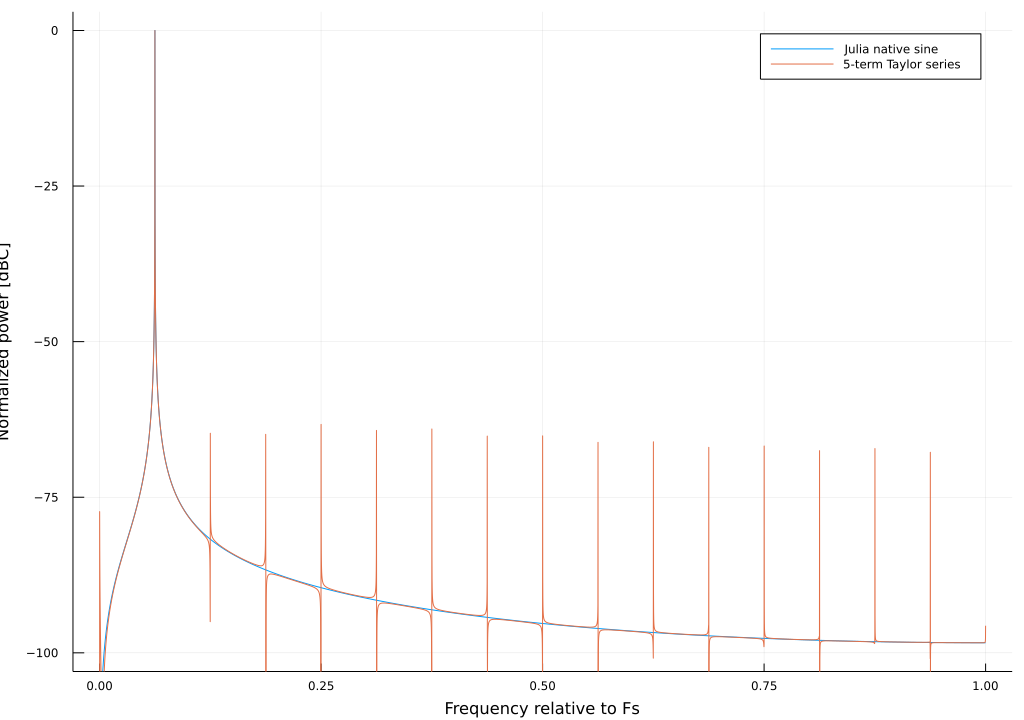 Julia native sine
5-term Taylor series
0
−25
−50
−75
−100
Normalized power [dBC]
0.00
0.25
0.50
0.75
1.00
Frequency relative to Fs